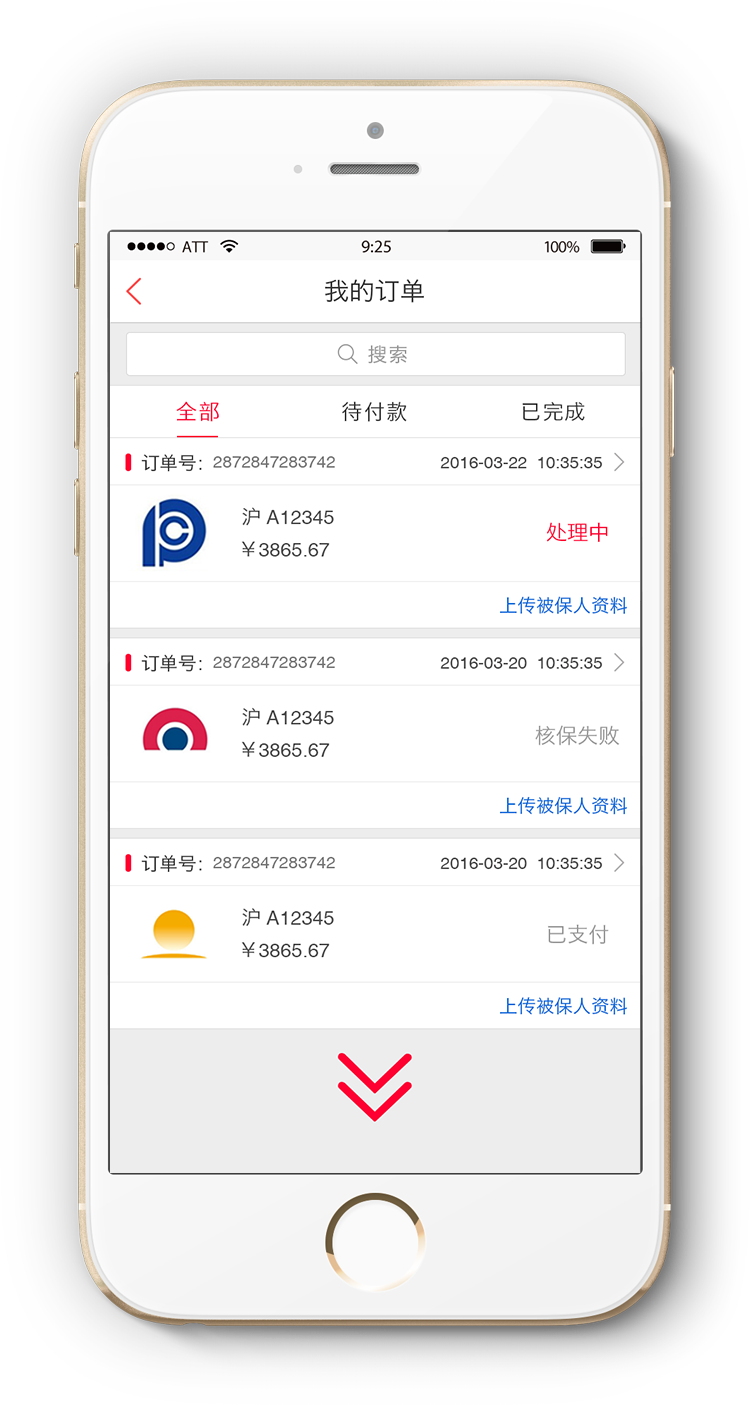 ATT 9:25 100%
我的订单
搜索
全部 待付款 已完成
订单号: 2872847283742 2016-03-22 10:35:35
沪 A12345
￥3865.67
处理中
上传被保人资料
订单号: 2872847283742 2016-03-20 10:35:35
沪 A12345
￥3865.67
核保失败
上传被保人资料
订单号: 2872847283742 2016-03-20 10:35:35
沪 A12345
￥3865.67
已支付
上传被保人资料